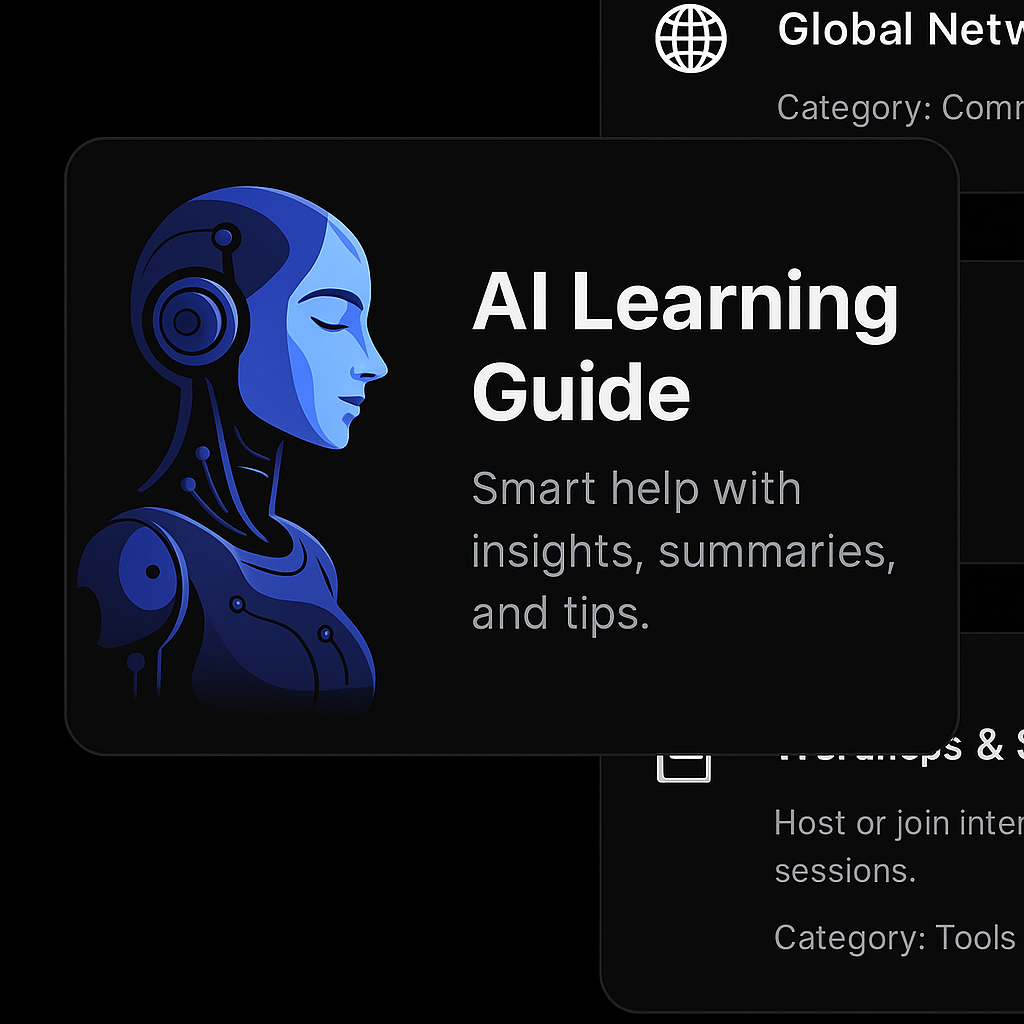 Global Netw
Category: Comm
AI Learning
Guide
Smart help with
insights, summaries,
and tips.
& S
Host or join inter
sessions.
Category: Tools